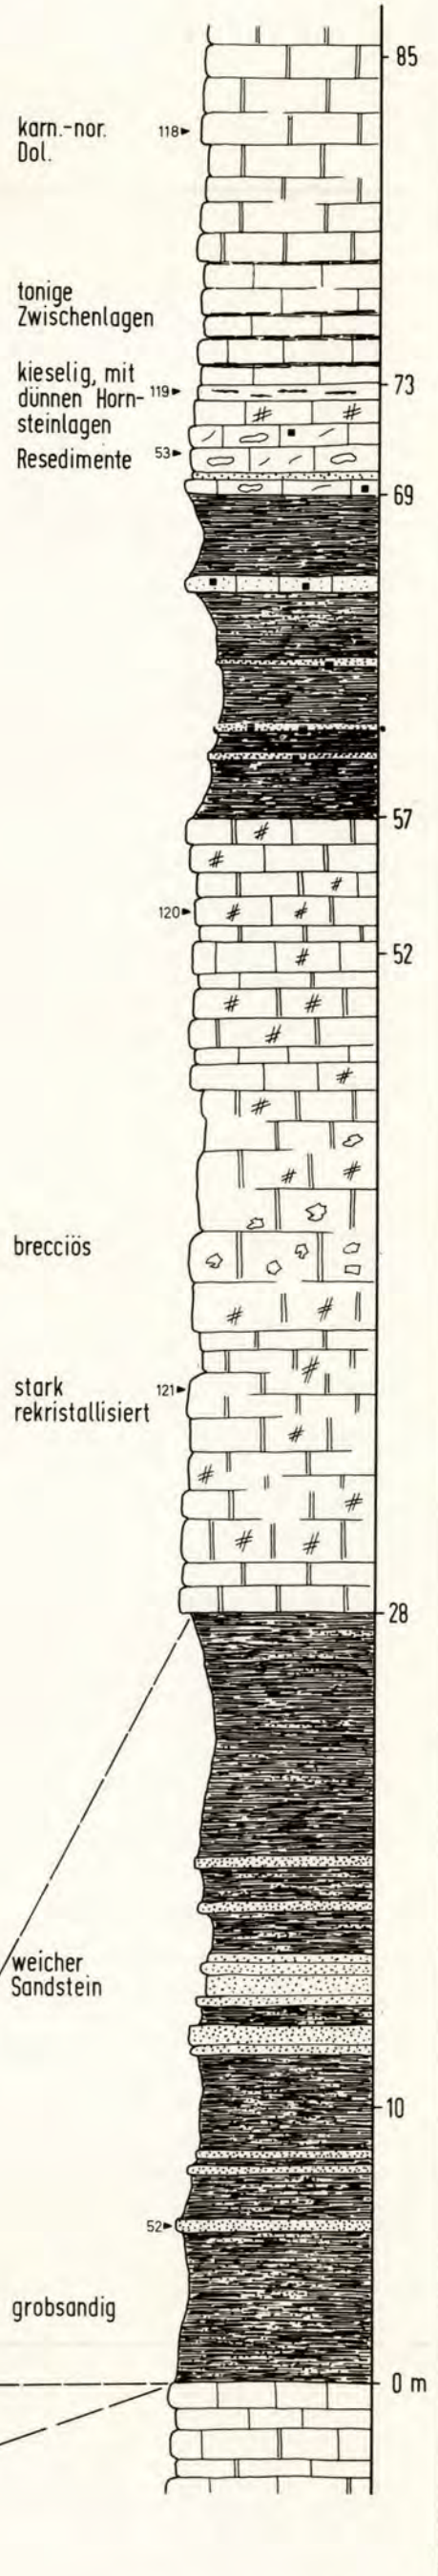 85
karn.-nor. 118
Dol.
tonige
Zwischenlagen
kieselig, mit 73
dünnen Horn- 119
steinlagen
Resedimente 53
69
57
120
52
brecciös
stark 121
rekristallisiert
28
weicher
Sandstein
10
52
grobsandig
0 m